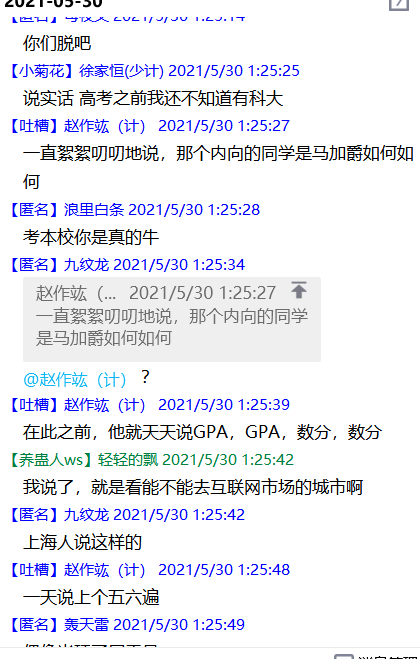 2021-05-30
【匿名】母夜叉 2021/5/30 1:25:14
你们脱吧
【小菊花】徐家恒(少计) 2021/5/30 1:25:25
说实话 高考之前我还不知道有科大
【吐槽】赵作竑（计） 2021/5/30 1:25:27
一直絮絮叨叨地说，那个内向的同学是马加爵如何如
何
【匿名】浪里白条 2021/5/30 1:25:28
考本校你是真的牛
【匿名】九纹龙 2021/5/30 1:25:34
赵作竑（... 2021/5/30 1:25:27
一直絮絮叨叨地说，那个内向的同学
是马加爵如何如何
@赵作竑（计） ？
【吐槽】赵作竑（计） 2021/5/30 1:25:39
在此之前，他就天天说GPA，GPA，数分，数分
【养蛊人ws】轻轻的飘 2021/5/30 1:25:42
我说了，就是看能不能去互联网市场的城市啊
【匿名】九纹龙 2021/5/30 1:25:42
上海人说这样的
【吐槽】赵作竑（计） 2021/5/30 1:25:48
一天说上个五六遍
【匿名】轰天雷 2021/5/30 1:25:49